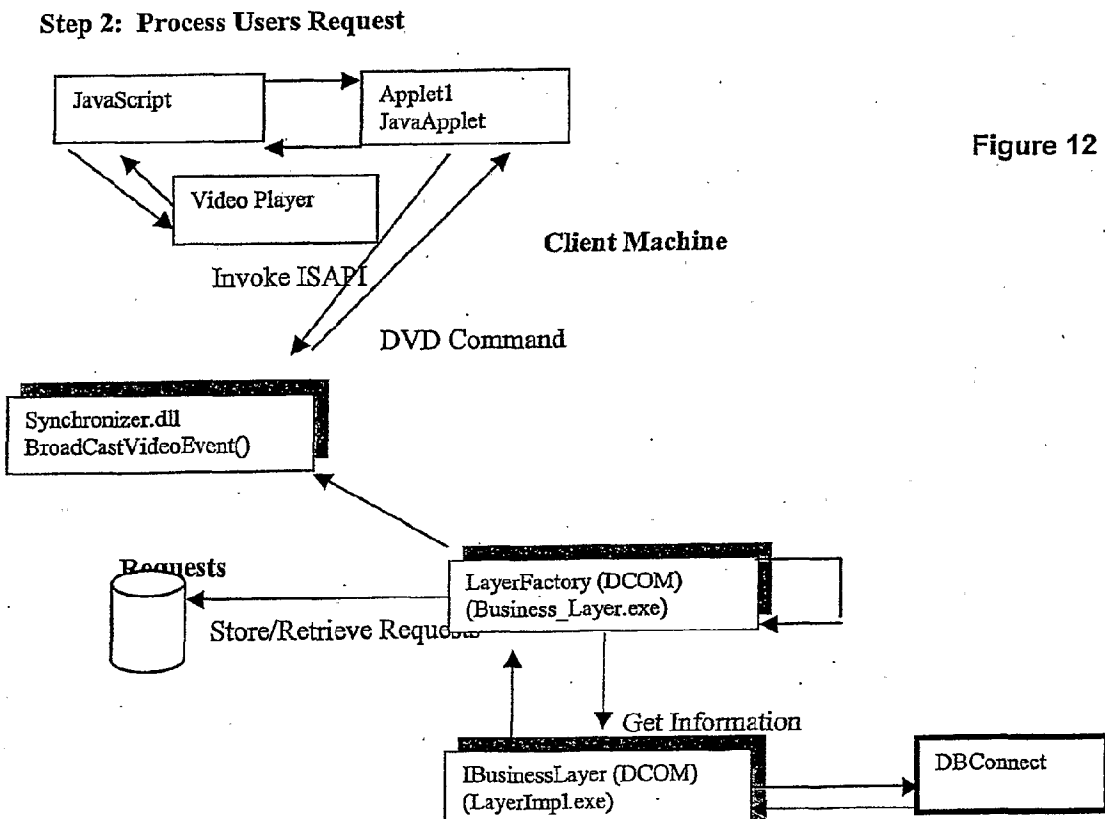 Step 2: Process Users Request
JavaScript
Applet1
JavaApplet
Figure 12
Video Player
Client Machine
Invoke ISAPI
DVD Command
Synchronizer.dll
BroadCastVideoEvent()
Requests
LayerFactory (DCOM)
(Business_Layer.exe)
Store/Retrieve Requests
Get Information
IBusinessLayer (DCOM)
(LayerImpl.exe)
DBConnect